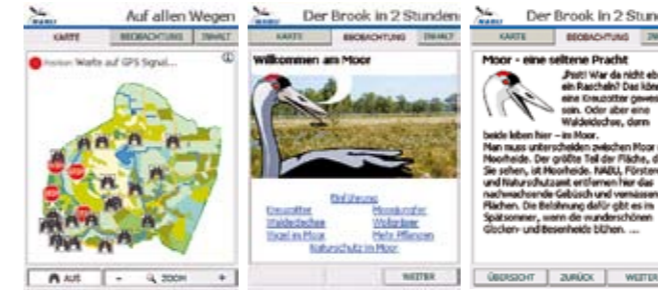 NABU
Auf allen Wegen
KARTE BEOBACHTUNG INHALT
Position: Warte auf GPS Signal...
STOP
STOP
STOP
AUS - ZOOM +
Der Brook in 2 Stunden
KARTE BEOBACHTUNG INHALT
Willkommen am Moor
Einführung
Kreuzotter Moosjungfer
Waldeidechse Wollgräser
Vögel im Moor Mehr Pflanzen
Naturschutz im Moor
WEITER
NABU
Der Brook in 2 Stun
KARTE BEOBACHTUNG
Moor - eine seltene Pracht
„Psst! War da nicht eb
ein Rascheln? Das kön
eine Kreuzotter gewes
sein. Oder aber eine
Waldeidechse, denn
beide leben hier – im Moor.
Man muss unterscheiden zwischen Moor
Moorheide. Der größte Teil der Fläche, d
Sie sehen, ist Moorheide. NABU, Förster
und Naturschutzamt entfernen hier das
nachwachsende Gebüsch und vernässen
Flächen. Die Belohnung dafür gibt es im
Spätsommer, wenn die wunderschönen
Glocken- und Besenheide blühen. ...
ÜBERSICHT ZURÜCK WEITER